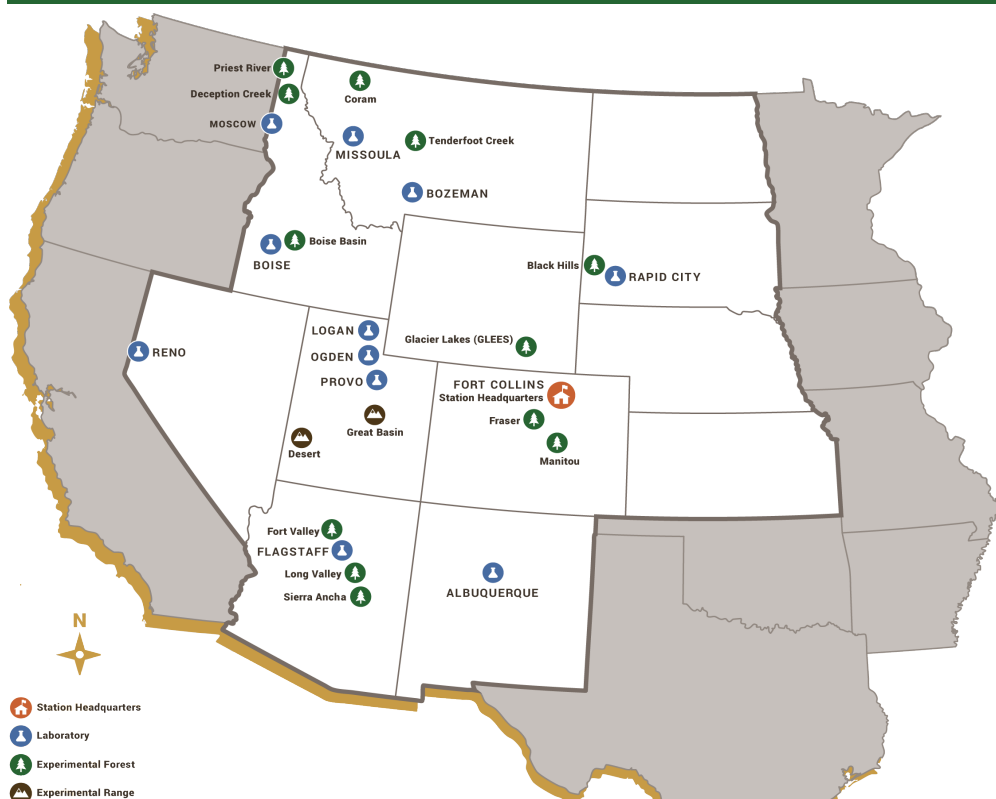 Priest River
Deception Creek
MOSCOW
Coram
MISSOULA
Tenderfoot Creek
BOZEMAN
Boise Basin
BOISE
Black Hills
RAPID CITY
LOGAN
OGDEN
PROVO
RENO
Glacier Lakes (GLEES)
FORT COLLINS
Station Headquarters
Fraser
Manitou
Great Basin
Desert
Fort Valley
FLAGSTAFF
Long Valley
Sierra Ancha
ALBUQUERQUE
N
Station Headquarters
Laboratory
Experimental Forest
Experimental Range